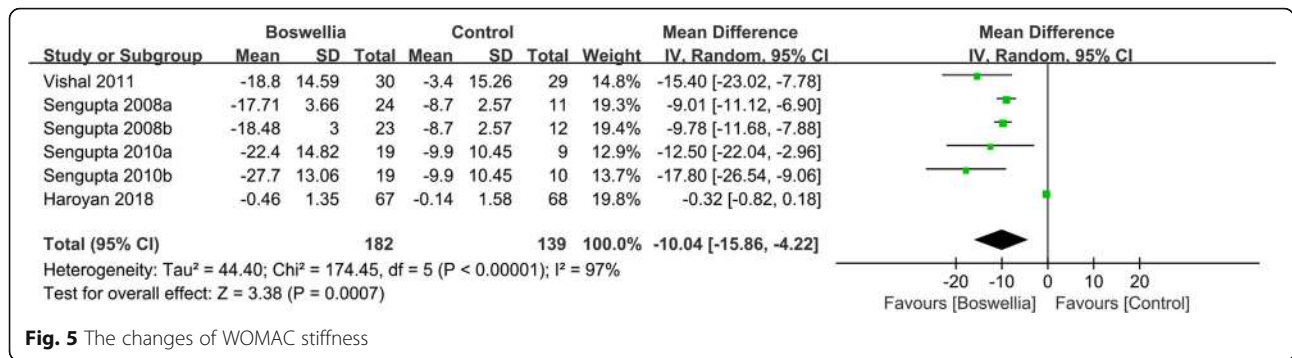 Boswellia Control Mean Difference Mean Difference
Study or Subgroup Mean SD Total Mean SD Total Weight IV, Random, 95% CI IV, Random, 95% CI
Vishal 2011 -18.8 14.59 30 -3.4 15.26 29 14.8% -15.40 [-23.02, -7.78]
Sengupta 2008a -17.71 3.66 24 -8.7 2.57 11 19.3% -9.01 [-11.12, -6.90]
Sengupta 2008b -18.48 3 23 -8.7 2.57 12 19.4% -9.78 [-11.68, -7.88]
Sengupta 2010a -22.4 14.82 19 -9.9 10.45 9 12.9% -12.50 [-22.04, -2.96]
Sengupta 2010b -27.7 13.06 19 -9.9 10.45 10 13.7% -17.80 [-26.54, -9.06]
Haroyan 2018 -0.46 1.35 67 -0.14 1.58 68 19.8% -0.32 [-0.82, 0.18]
Total (95% CI) 182 139 100.0% -10.04 [-15.86, -4.22]
Heterogeneity: Tau² = 44.40; Chi² = 174.45, df = 5 (P < 0.00001); I² = 97%
Test for overall effect: Z = 3.38 (P = 0.0007)
-20 -10 0 10 20
Favours [Boswellia] Favours [Control]
Fig. 5 The changes of WOMAC stiffness